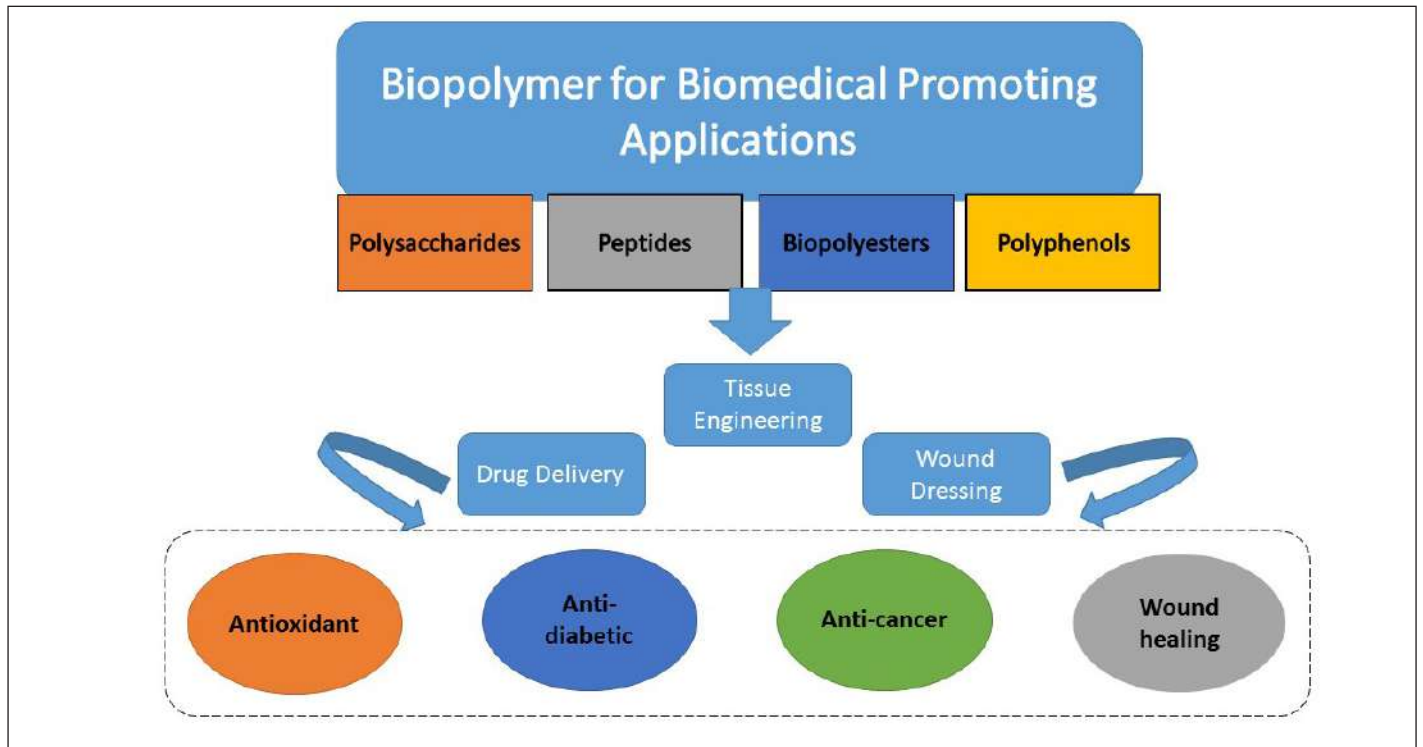 Biopolymer for Biomedical Promoting
Applications
Polysaccharides
Peptides
Biopolyesters
Polyphenols
Tissue
Engineering
Drug Delivery
Wound
Dressing
Antioxidant
Anti-
diabetic
Anti-cancer
Wound
healing